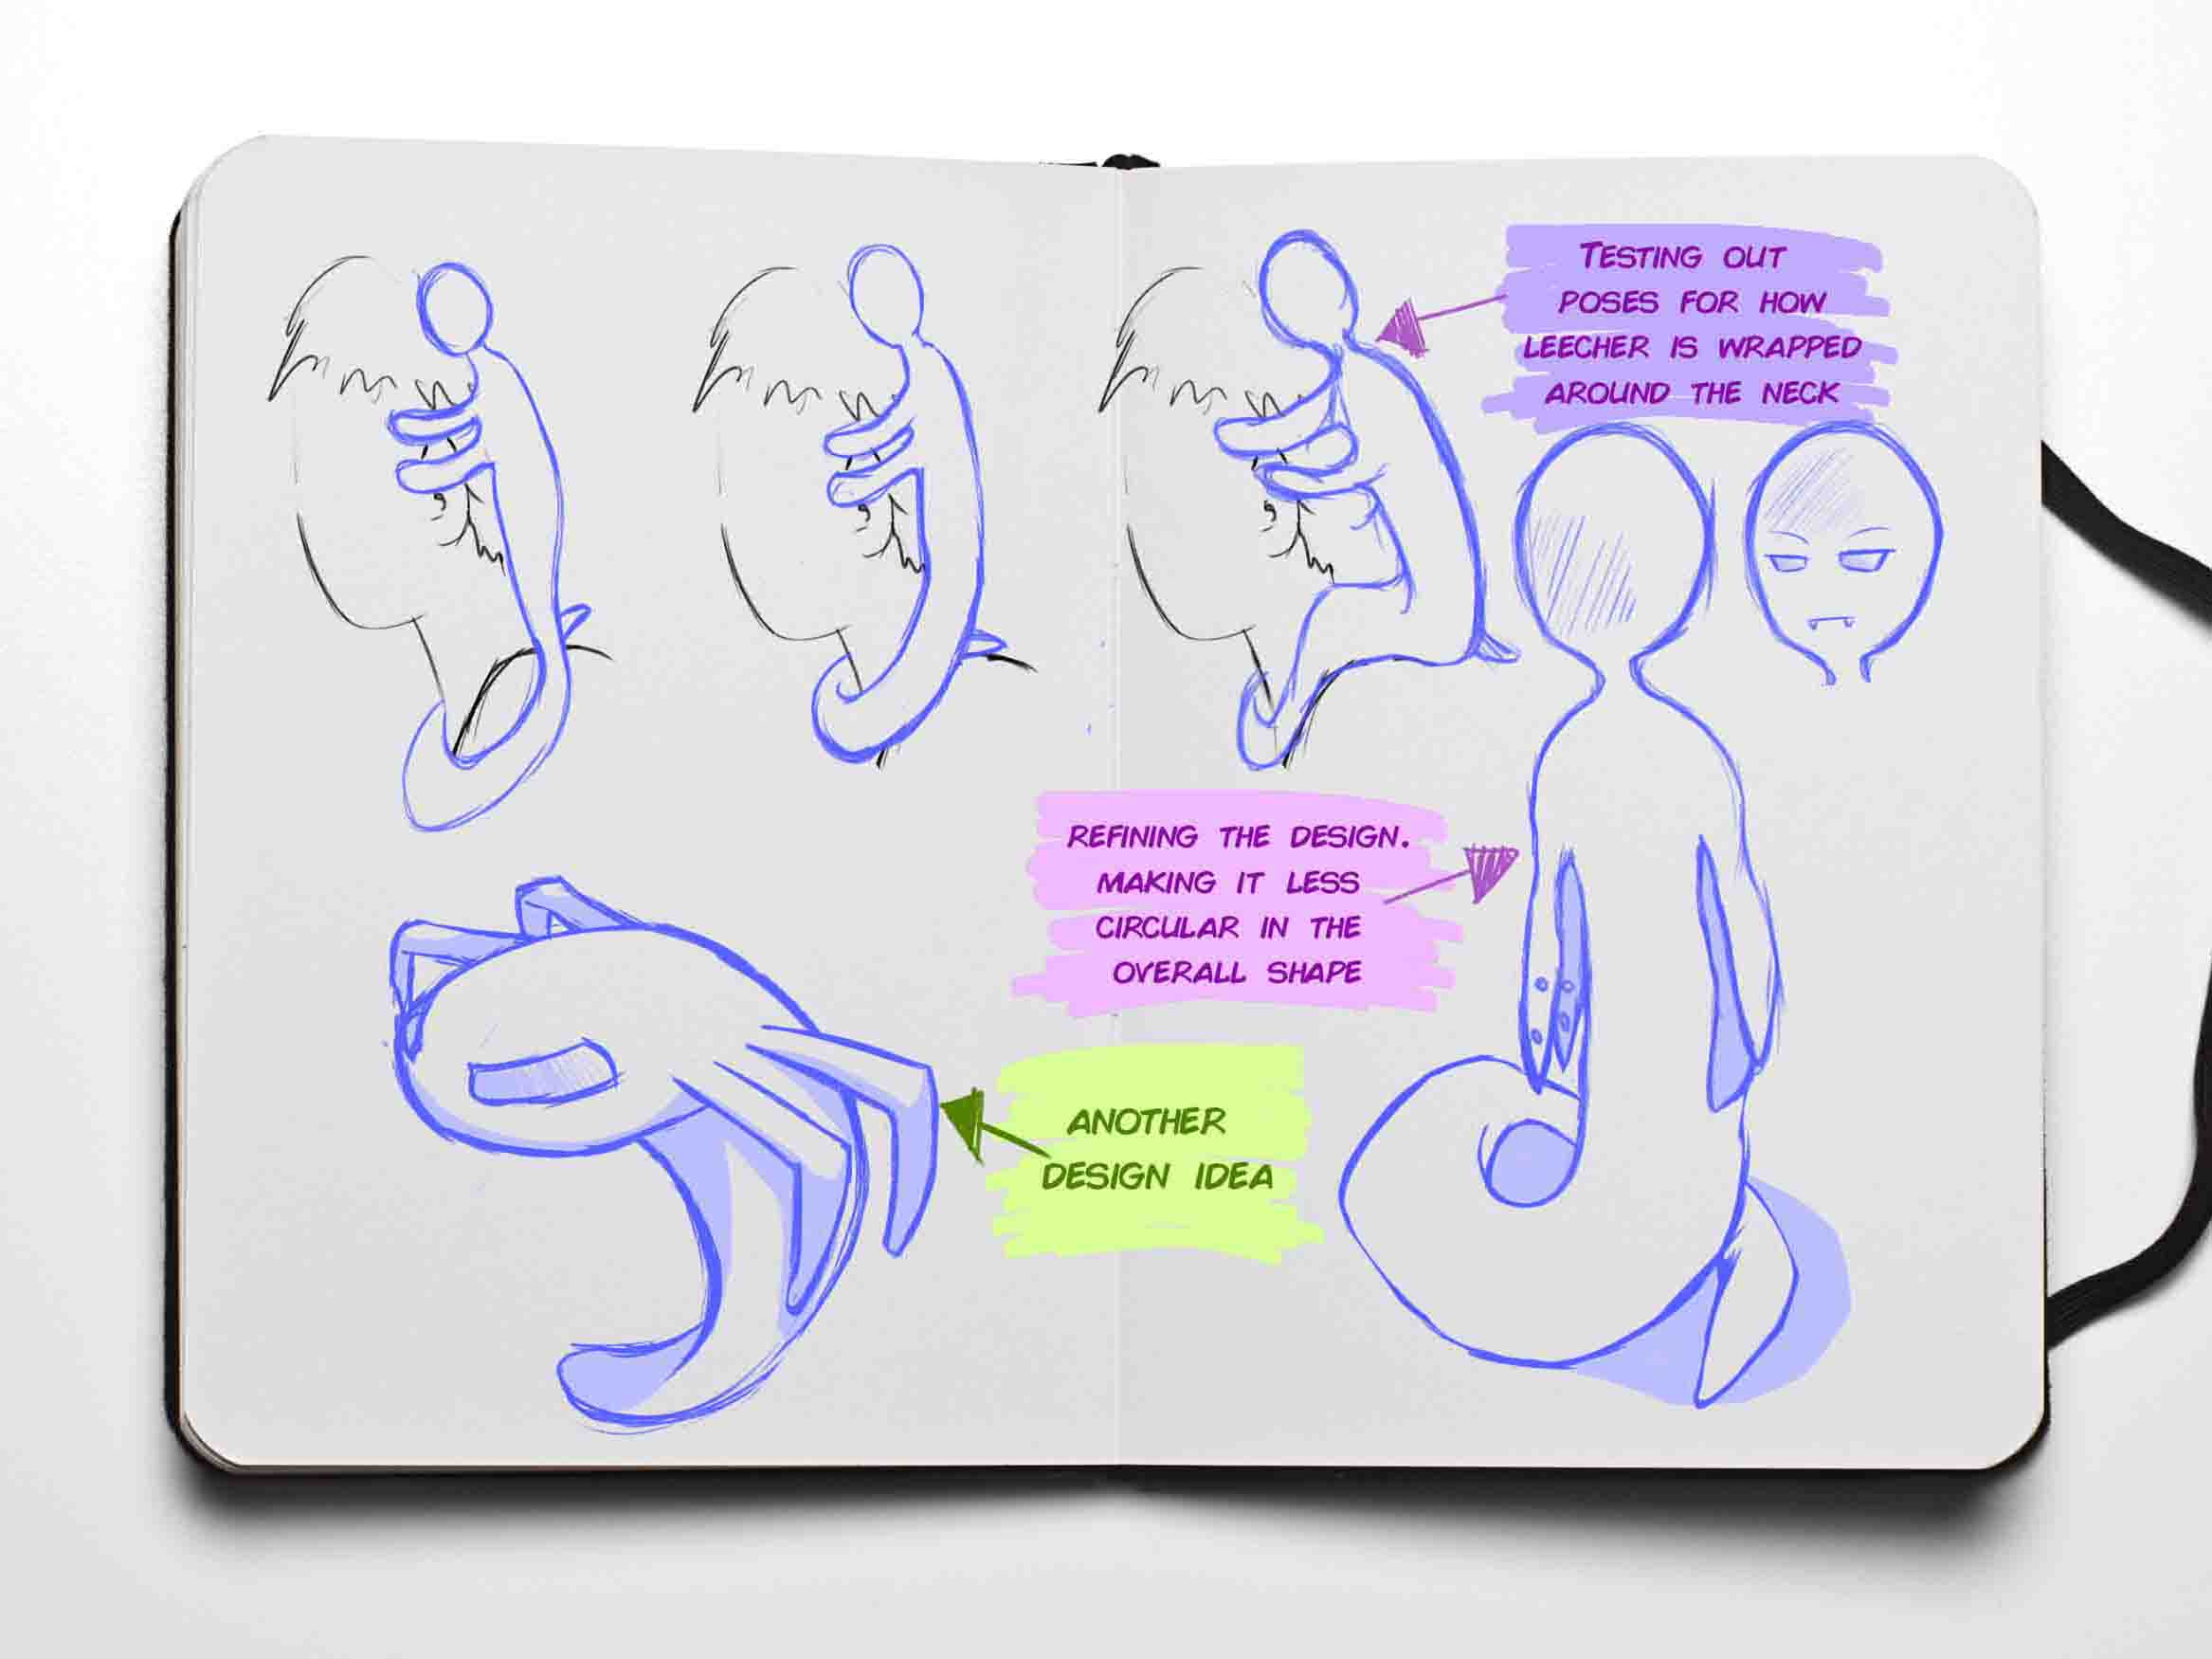 TESTING OUT
POSES FOR HOW
LEECHER IS WRAPPED
AROUND THE NECK
REFINING THE DESIGN.
MAKING IT LESS
CIRCULAR IN THE
OVERALL SHAPE
ANOTHER
DESIGN IDEA